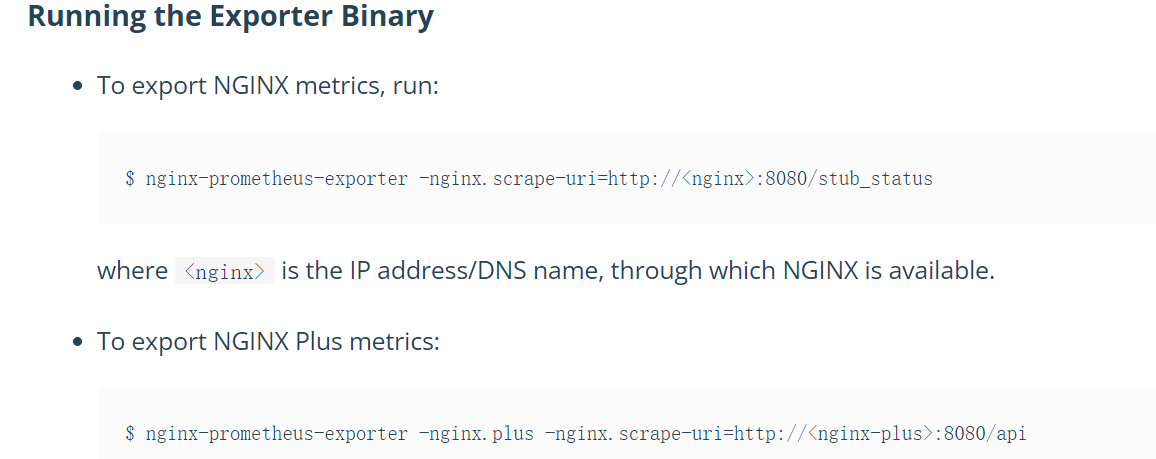 Running the Exporter Binary
• To export NGINX metrics, run:
$ nginx-prometheus-exporter -nginx.scrape-uri=http://<nginx>:8080/stub_status
where <nginx> is the IP address/DNS name, through which NGINX is available.
• To export NGINX Plus metrics:
$ nginx-prometheus-exporter -nginx.plus -nginx.scrape-uri=http://<nginx-plus>:8080/api